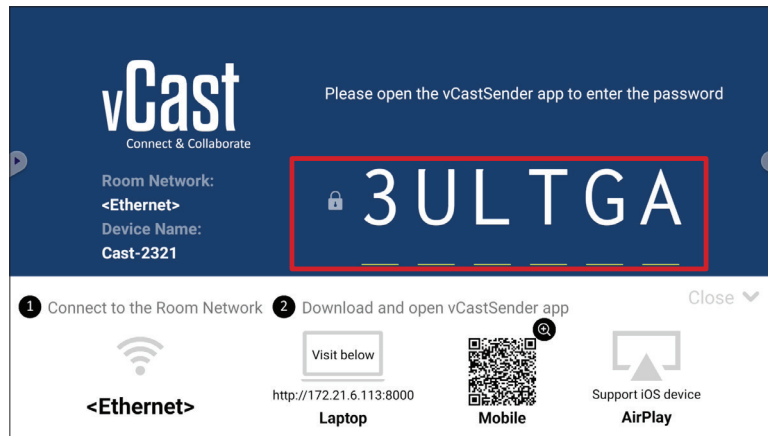 vCast
Connect & Collaborate
Please open the vCastSender app to enter the password
Room Network:
<Ethernet>
Device Name:
Cast-2321
3ULTGA
1 Connect to the Room Network
2 Download and open vCastSender app
Close
<Ethernet>
Visit below
http://172.21.6.113:8000
Laptop
Mobile
Support iOS device
AirPlay